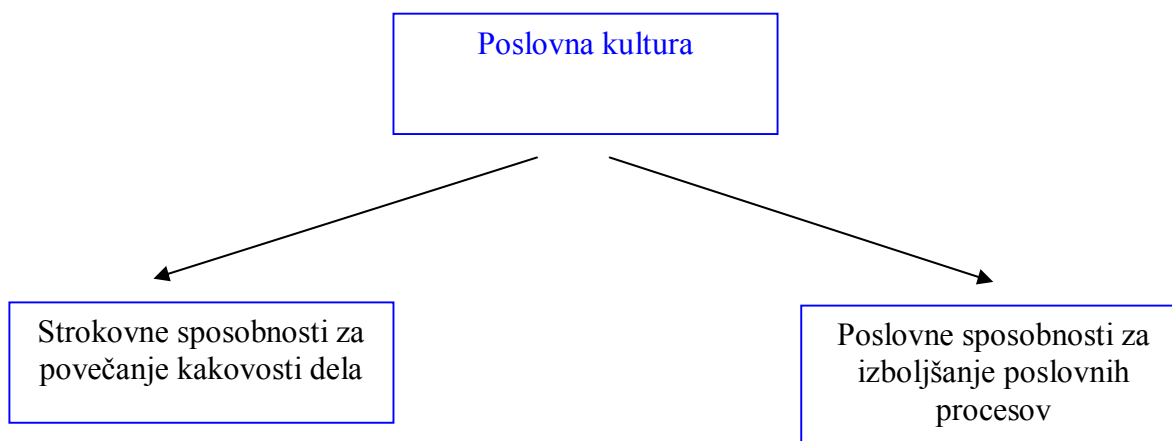 Poslovna kultura
Strokovne sposobnosti za
povečanje kakovosti dela
Poslovne sposobnosti za
izboljšanje poslovnih
procesov